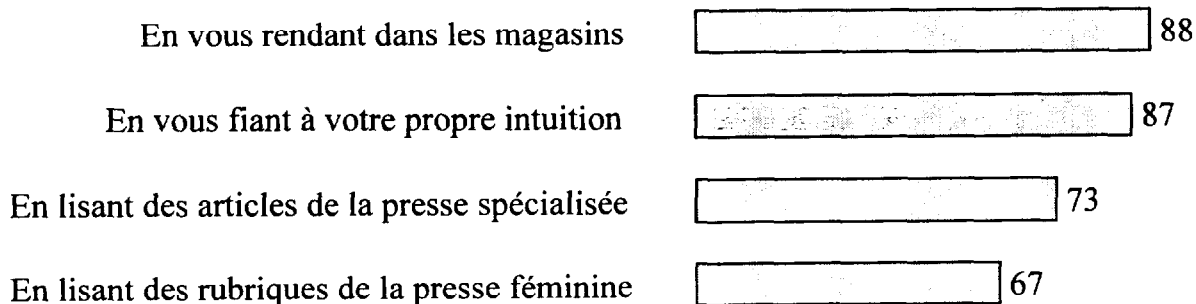 En vous rendant dans les magasins 88
En vous fiant à votre propre intuition 87
En lisant des articles de la presse spécialisée 73
En lisant des rubriques de la presse féminine 67